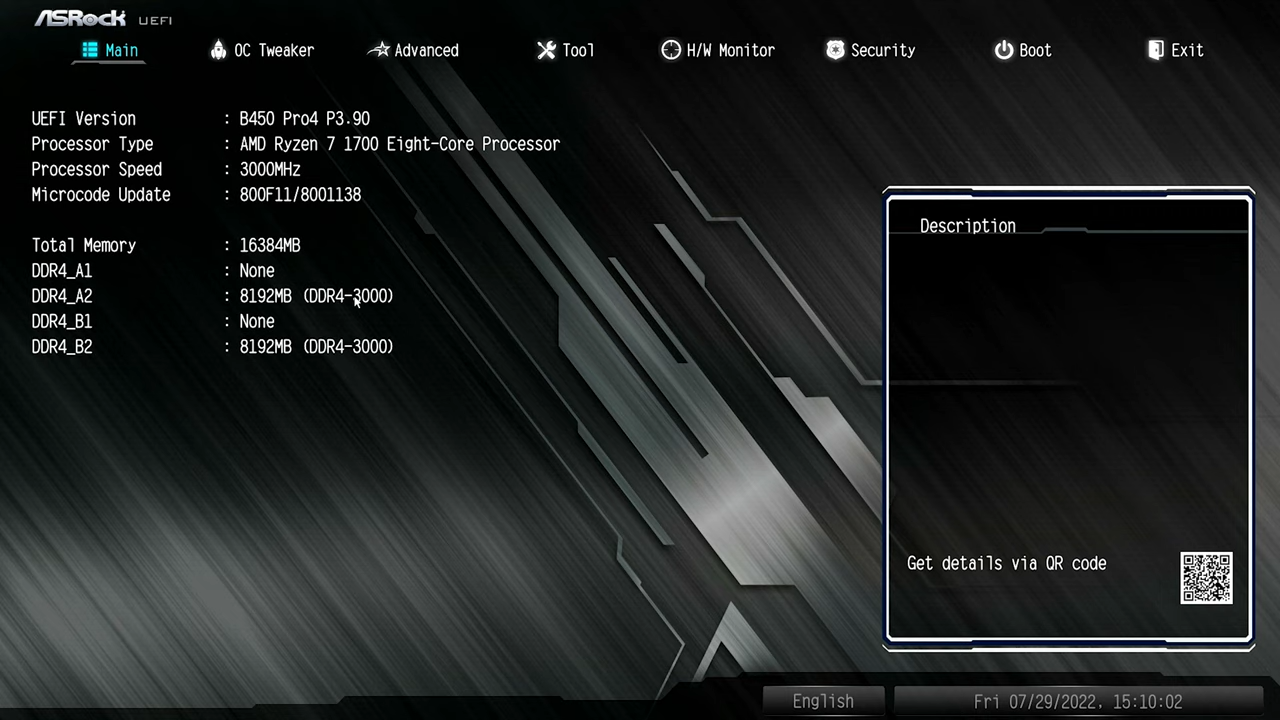 ASRock UEFI
Main OC Tweaker Advanced Tool H/W Monitor Security Boot Exit
UEFI Version : B450 Pro4 P3.90
Processor Type : AMD Ryzen 7 1700 Eight-Core Processor
Processor Speed : 3000MHz
Microcode Update : 800F11/8001138
Total Memory : 16384MB
DDR4_A1 : None
DDR4_A2 : 8192MB (DDR4-3000)
DDR4_B1 : None
DDR4_B2 : 8192MB (DDR4-3000)
Description
Get details via QR code
English Fri 07/29/2022, 15:10:02